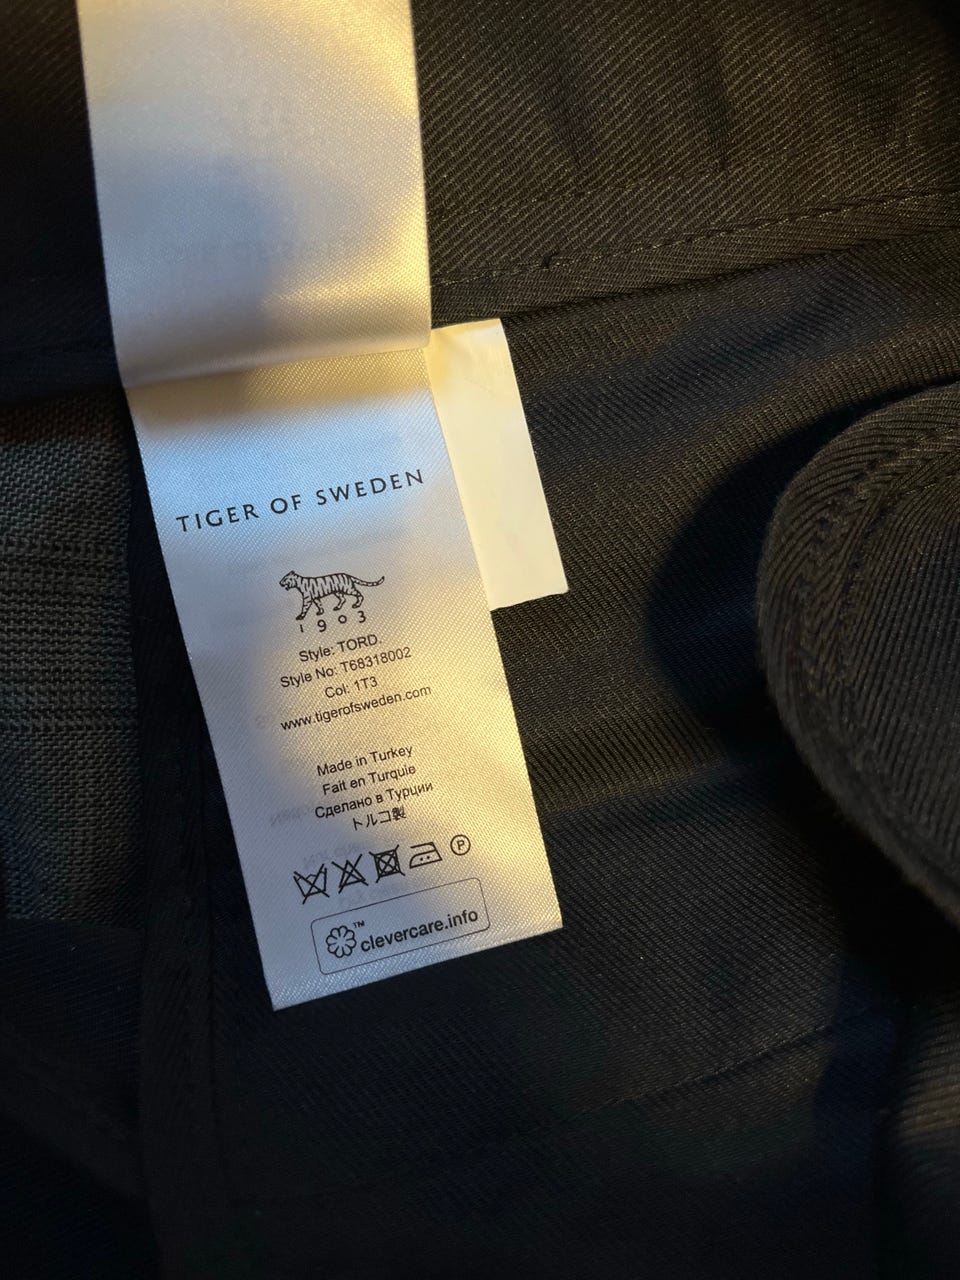 TIGER OF SWEDEN
1903
Style: TORD.
Style No: T68318002
Col: 1T3
www.tigerofsweden.com
Made in Turkey
Fait en Turquie
Сделано в Турции
トルコ製
P
™ clevercare.info